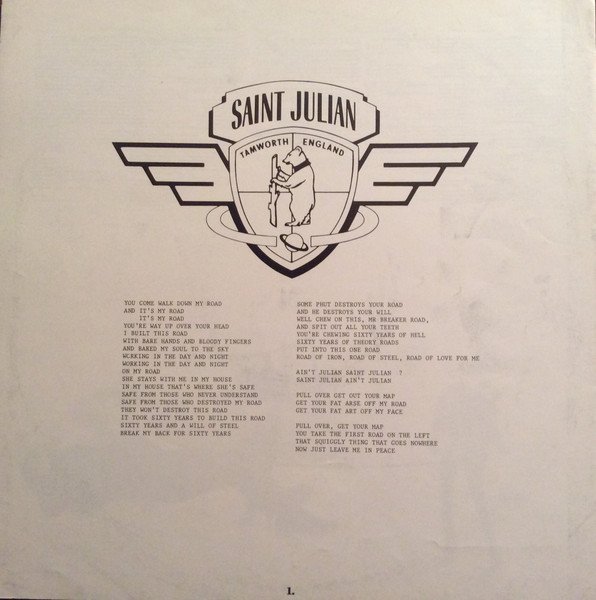 SAINT JULIAN
TAMWORTH ENGLAND
YOU COME WALK DOWN MY ROAD
AND IT'S MY ROAD
IT'S MY ROAD
YOU'RE WAY UP OVER YOUR HEAD
I BUILT THIS ROAD
WITH BARE HANDS AND BLOODY FINGERS
AND BAKED MY SOUL TO THE SKY
WCRKING IN THE DAY AND NIGHT
WORKING IN THE DAY AND NIGHT
ON MY ROAD
SHE STAYS WITH ME IN MY HOUSE
IN MY HOUSE THAT'S WHERE SHE'S SAFE
SAFE FROM THOSE WHO NEVER UNDERSTAND
SAFE FROM THOSE WHO DESTROYED MY ROAD
THEY WON'T DESTROY THIS ROAD
IT TOOK SIXTY YEARS TO BUILD THIS ROAD
SIXTY YEARS AND A WILL OF STEEL
BREAK MY BACK FOR SIXTY YEARS
SOME PHUT DESTROYS YOUR ROAD
AND HE DESTROYS YOUR WILL
WELL CHEW ON THIS, MR BREAKER ROAD,
AND SPIT OUT ALL YOUR TEETH
YOU'RE CHEWING SIXTY YEARS OF HELL
SIXTY YEARS OF THEORY ROADS
PUT INTO THIS ONE ROAD
ROAD OF IRON, ROAD OF STEEL, ROAD OF LOVE FOR ME
AIN'T JULIAN SAINT JULIAN ?
SAINT JULIAN AIN'T JULIAN
PULL OVER GET OUT YOUR MAP
GET YOUR FAT ARSE OFF MY ROAD
GET YOUR FAT ART OFF MY FACE
PULL OVER, GET YOUR MAP
YOU TAKE THE FIRST ROAD ON THE LEFT
THAT SQUIGGLY THING THAT GOES NOWHERE
NOW JUST LEAVE ME IN PEACE
1.